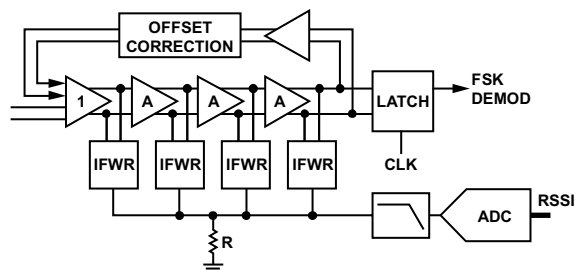 OFFSET
CORRECTION
1
A
A
A
LATCH
FSK
DEMOD
CLK
IFWR
IFWR
IFWR
IFWR
R
ADC
RSSI